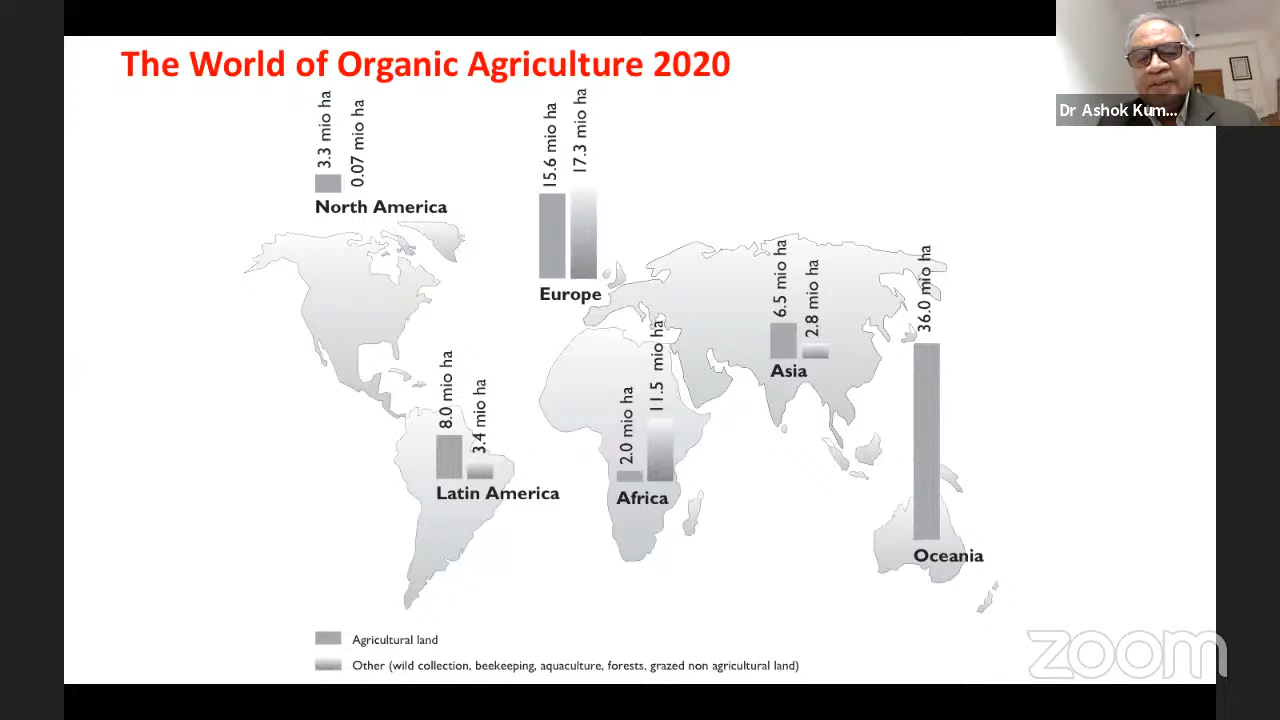 The World of Organic Agriculture 2020
Dr Ashok Kum...
3.3 mio ha
0.07 mio ha
North America
15.6 mio ha
17.3 mio ha
Europe
6.5 mio ha
2.8 mio ha
Asia
36.0 mio ha
Oceania
8.0 mio ha
3.4 mio ha
Latin America
2.0 mio ha
11.5 mio ha
Africa
Agricultural land
Other (wild collection, beekeeping, aquaculture, forests, grazed non agricultural land)
zoom